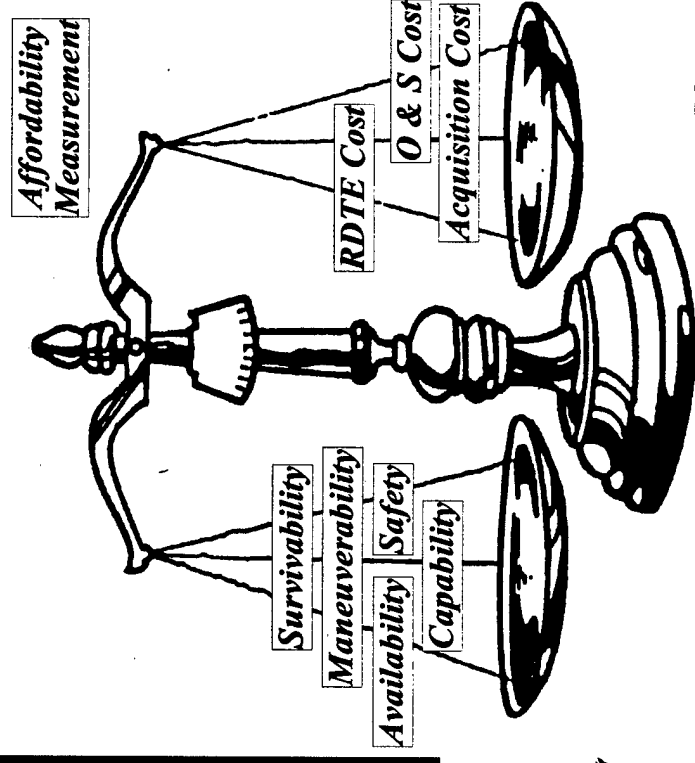 Affordability
Measurement
Survivability
Maneuverability
Availability
Safety
Capability
RDTE Cost
O & S Cost
Acquisition Cost